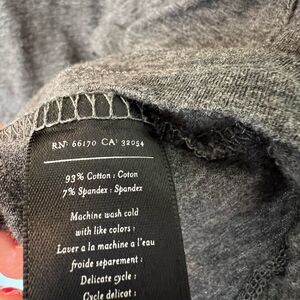 RN: 66170 CA: 32054
93% Cotton : Coton
7% Spandex : Spandex
Machine wash cold
with like colors :
Laver a la machine a l'eau
froide separement :
Delicate cycle :
Cycle delicat :